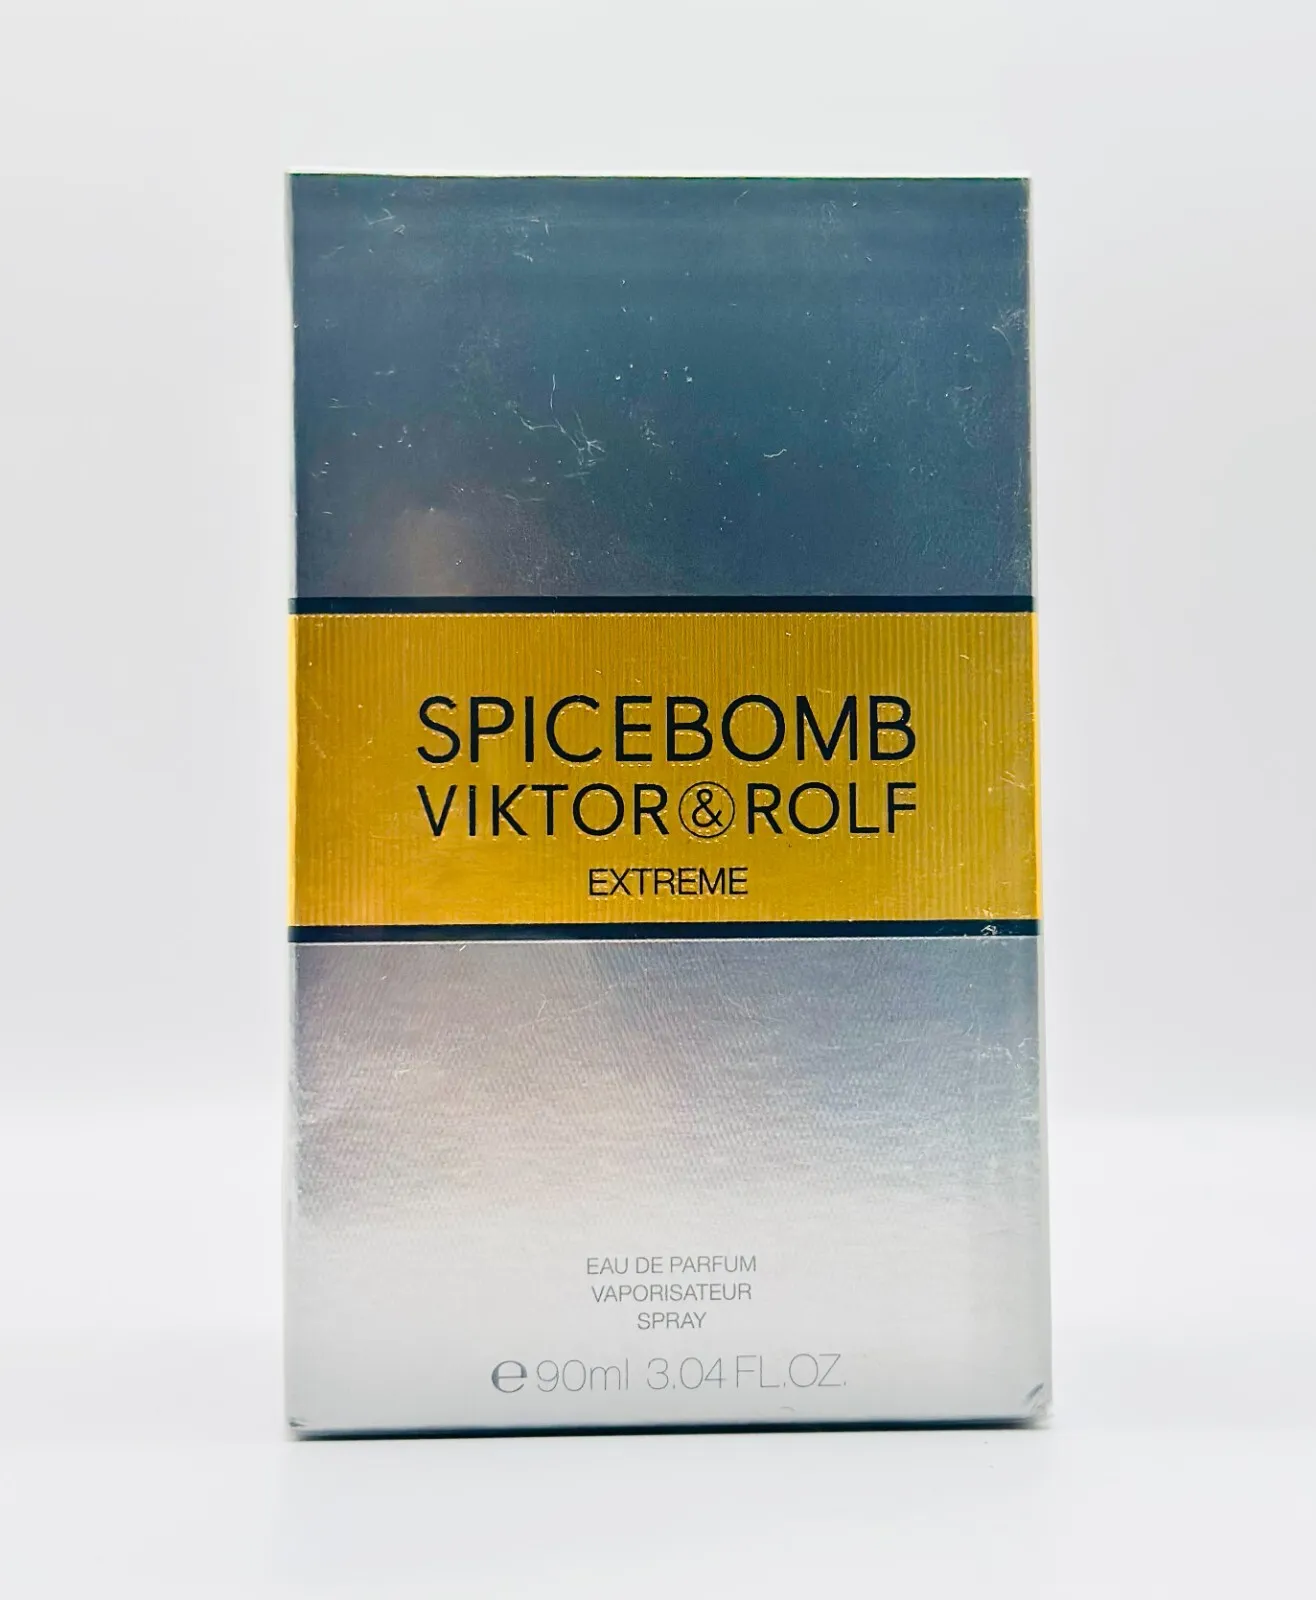 SPICEBOMB
VIKTOR&ROLF
EXTREME
EAU DE PARFUM
VAPORISATEUR
SPRAY
℮ 90ml 3.04 FL.OZ.